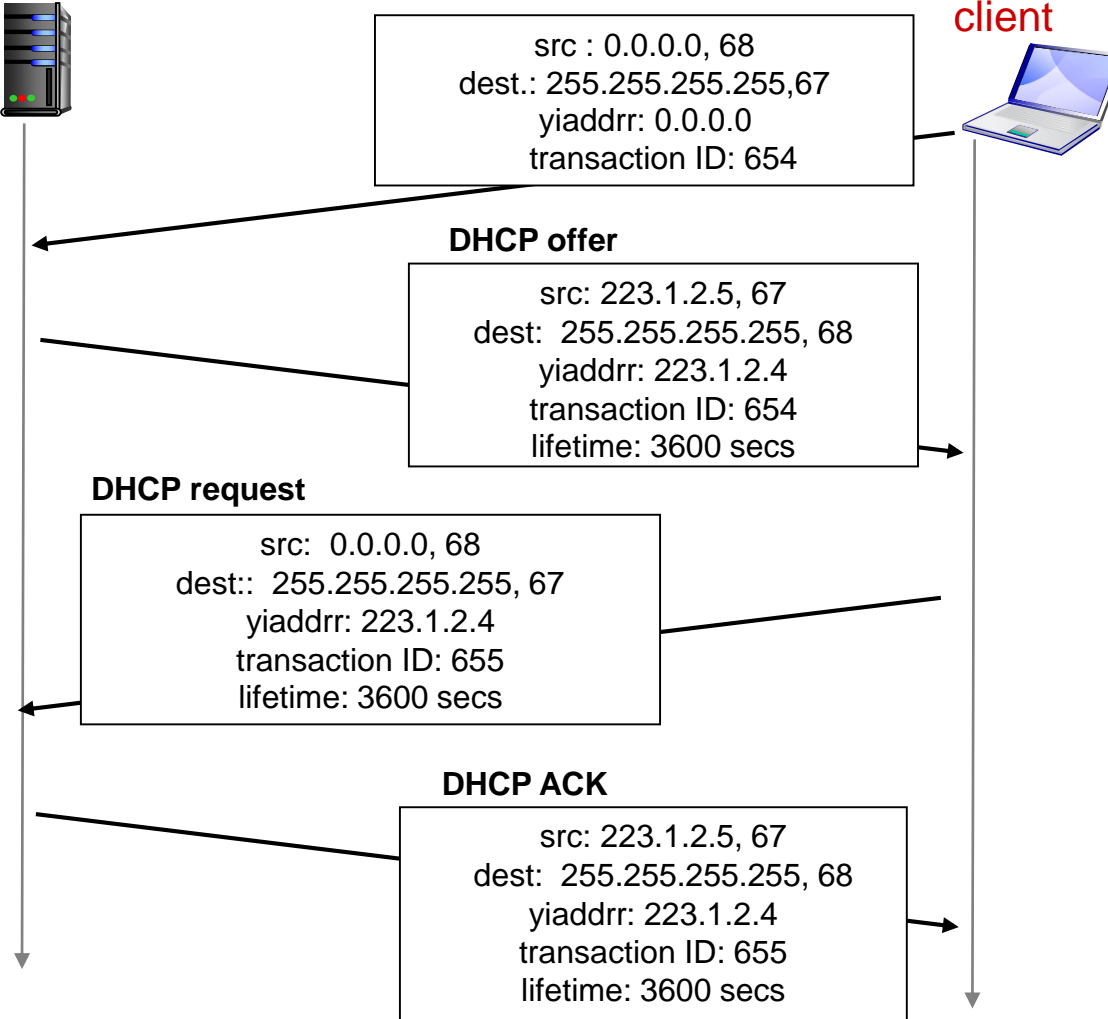 client
src : 0.0.0.0, 68
dest.: 255.255.255.255,67
yiaddrr: 0.0.0.0
transaction ID: 654
DHCP offer
src: 223.1.2.5, 67
dest:  255.255.255.255, 68
yiaddrr: 223.1.2.4
transaction ID: 654
lifetime: 3600 secs
DHCP request
src:  0.0.0.0, 68
dest::  255.255.255.255, 67
yiaddrr: 223.1.2.4
transaction ID: 655
lifetime: 3600 secs
DHCP ACK
src: 223.1.2.5, 67
dest:  255.255.255.255, 68
yiaddrr: 223.1.2.4
transaction ID: 655
lifetime: 3600 secs